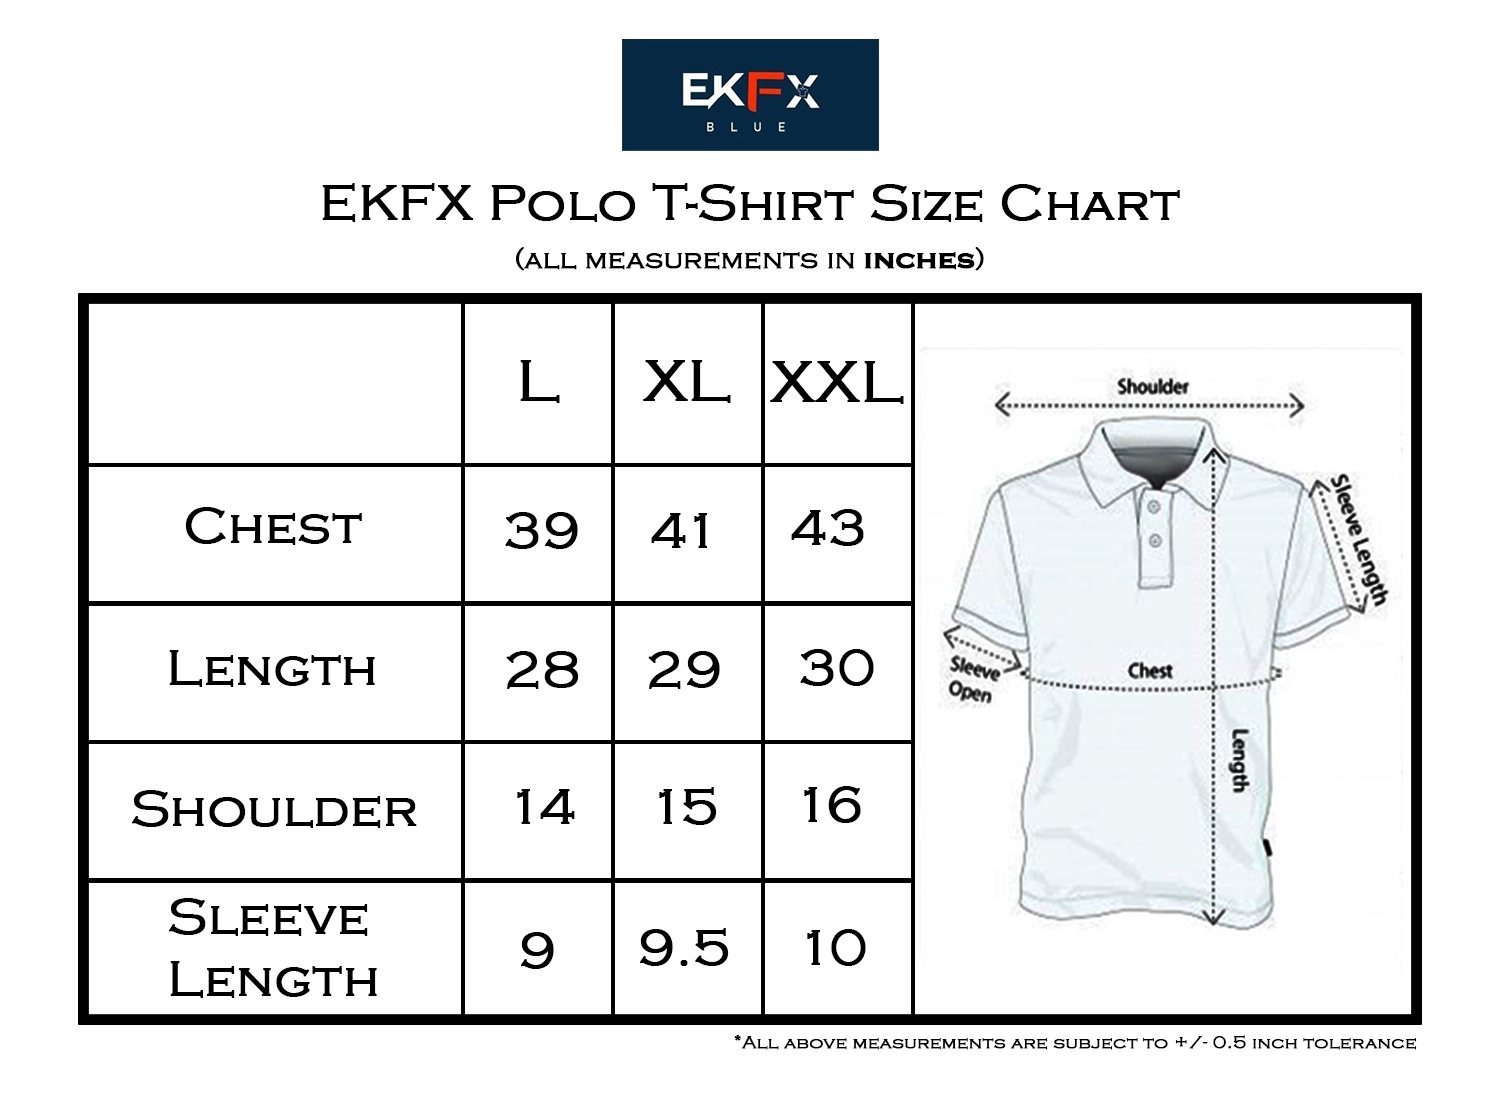 EKFX
BLUE
EKFX POLO T-SHIRT SIZE CHART
(ALL MEASUREMENTS IN INCHES)
L XL XXL
CHEST 39 41 43
LENGTH 28 29 30
SHOULDER 14 15 16
SLEEVE
LENGTH 9 9.5 10
Shoulder
Sleeve Length
Sleeve
Open
Chest
Length
*ALL ABOVE MEASUREMENTS ARE SUBJECT TO +/- 0.5 INCH TOLERANCE